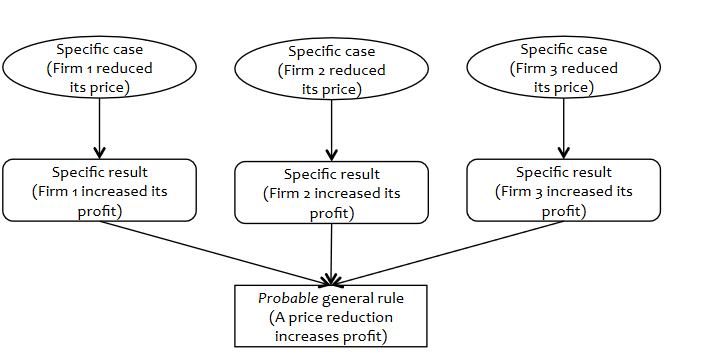 Specific case
(Firm 1 reduced
its price)
Specific case
(Firm 2 reduced
its price)
Specific case
(Firm 3 reduced
its price)
Specific result
(Firm 1 increased its
profit)
Specific result
(Firm 2 increased its
profit)
Specific result
(Firm 3 increased its
profit)
Probable general rule
(A price reduction
increases profit)